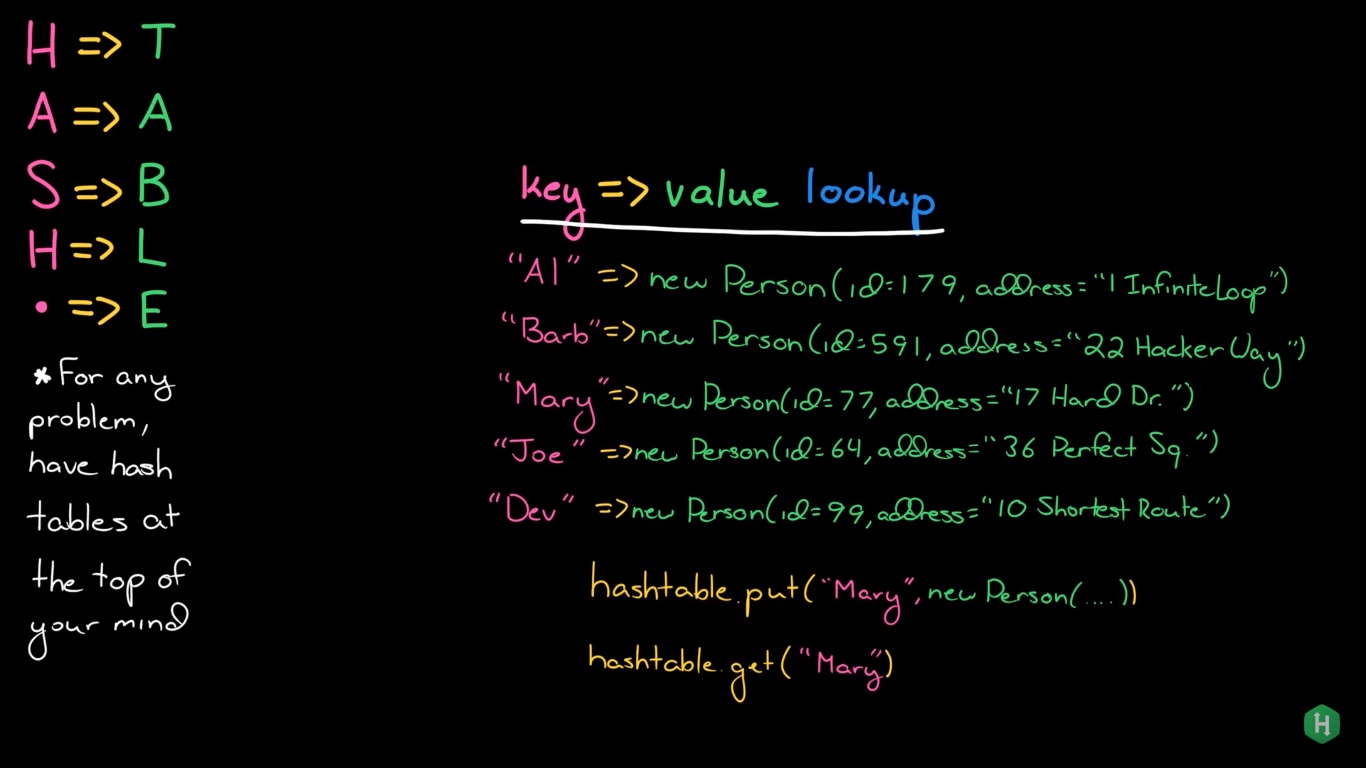 H => T
A => A
S => B
H => L
• => E
* For any
problem,
have hash
tables at
the top of
your mind
key => value lookup
"Al" => new Person(id=179, address="1 InfiniteLoop")
"Barb" => new Person(id=591, address="22 Hacker Way")
"Mary" => new Person(id=77, address="17 Hard Dr.")
"Joe" => new Person(id=64, address="36 Perfect Sq.")
"Dev" => new Person(id=99, address="10 Shortest Route")
hashtable.put("Mary", new Person(....))
hashtable.get("Mary")
H